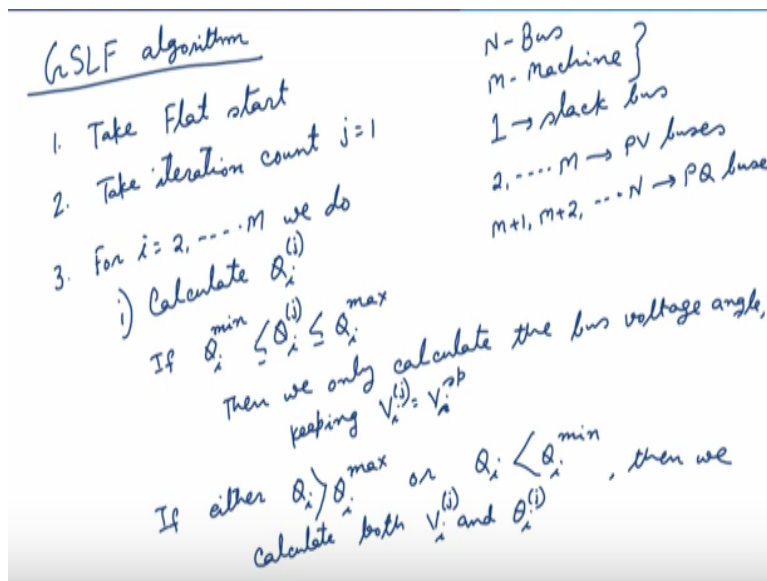 GSLF algorithm
1. Take Flat start
2. Take iteration count j=1
3. For i = 2, ----.M we do
i) Calculate Q_i^(j)
If Q_i^min ≤ Q_i^(j) ≤ Q_i^max
Then we only calculate the bus voltage angle,
keeping V_i^(j) = V_i^sp
If either Q_i > Q_i^max or Q_i < Q_i^min, then we
calculate both V_i^(j) and θ_i^(j)
N - Bus
M - Machine }
1 → slack bus
2, ---- M → PV buses
M+1, M+2, --- N → PQ buse